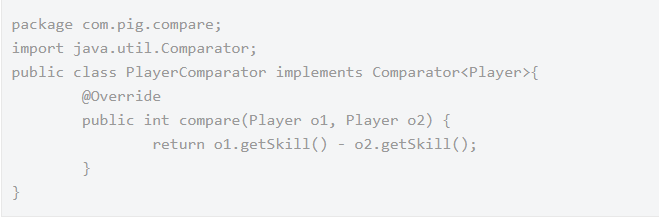 package com.pig.compare;
import java.util.Comparator;
public class PlayerComparator implements Comparator<Player>{
        @Override
        public int compare(Player o1, Player o2) {
                return o1.getSkill() - o2.getSkill();
        }
}